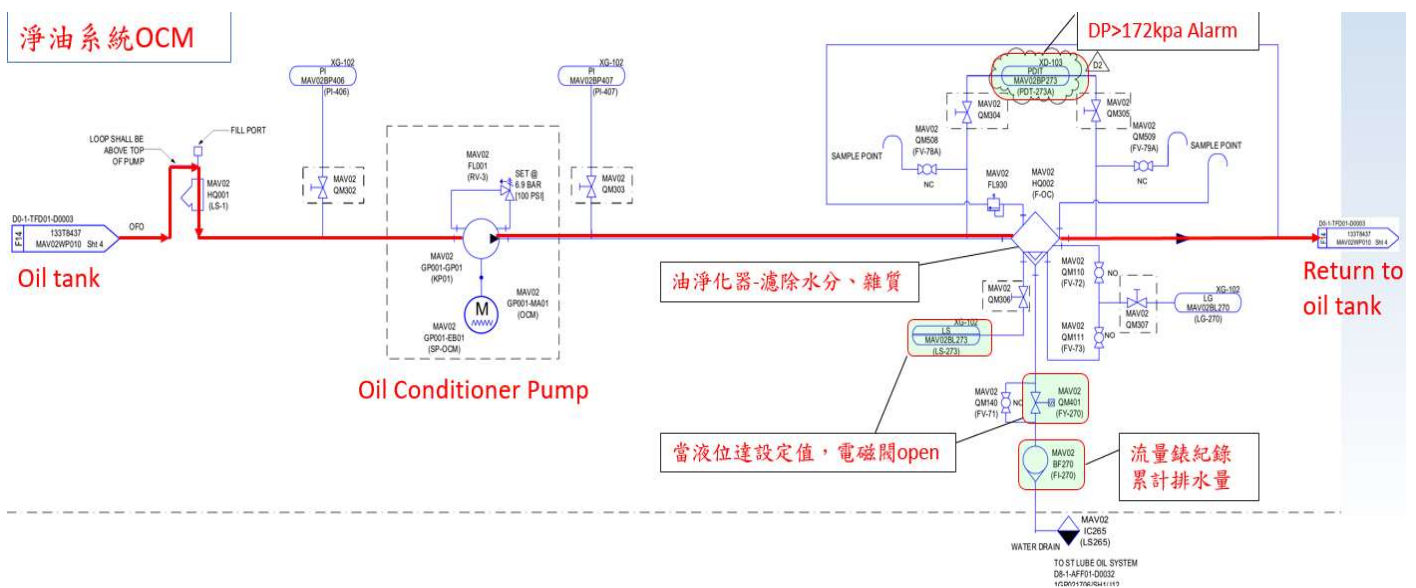 淨油系統OCM
DP>172kpa Alarm
XG-102
PI
MAV02BP406
(PI-406)
XG-102
PI
MAV02BP407
(PI-407)
XD-103
PDIT
MAV02BP273
(PDT-273A)
D2
MAV02
QM304
MAV02
QM305
MAV02
QM508
(FV-78A)
NC
SAMPLE POINT
MAV02
QM509
(FV-79A)
NC
SAMPLE POINT
FILL PORT
LOOP SHALL BE
ABOVE TOP
OF PUMP
MAV02
HQ001
(LS-1)
MAV02
QM302
MAV02
FL001
(RV-3)
SET @
6.9 BAR
[100 PSI]
MAV02
QM303
MAV02
FL930
MAV02
HQ002
(F-OC)
D0-1-TFD01-D0003
F14
133T8437
MAV02WP010 Sht 4
OFO
Oil tank
D0-1-TFD01-D0003
F14
133T8437
MAV02WP010 Sht 4
Return to
oil tank
MAV02
GP001-GP01
(KP01)
M
MAV02
GP001-MA01
(OCM)
MAV02
GP001-EB01
(SP-OCM)
Oil Conditioner Pump
油淨化器-濾除水分、雜質
MAV02
QM306
MAV02
QM110
(FV-72)
NO
MAV02
QM307
XG-102
LG
MAV02BL270
(LG-270)
MAV02
QM111
(FV-73)
NO
XG-102
LS
MAV02BL273
(LS-273)
MAV02
QM140
(FV-71)
NC
MAV02
QM401
(FY-270)
當液位達設定值，電磁閥open
MAV02
BF270
(FI-270)
流量錶紀錄
累計排水量
MAV02
IC265
(LS265)
WATER DRAIN
TO ST LUBE OIL SYSTEM
D8-1-AFF01-D0032